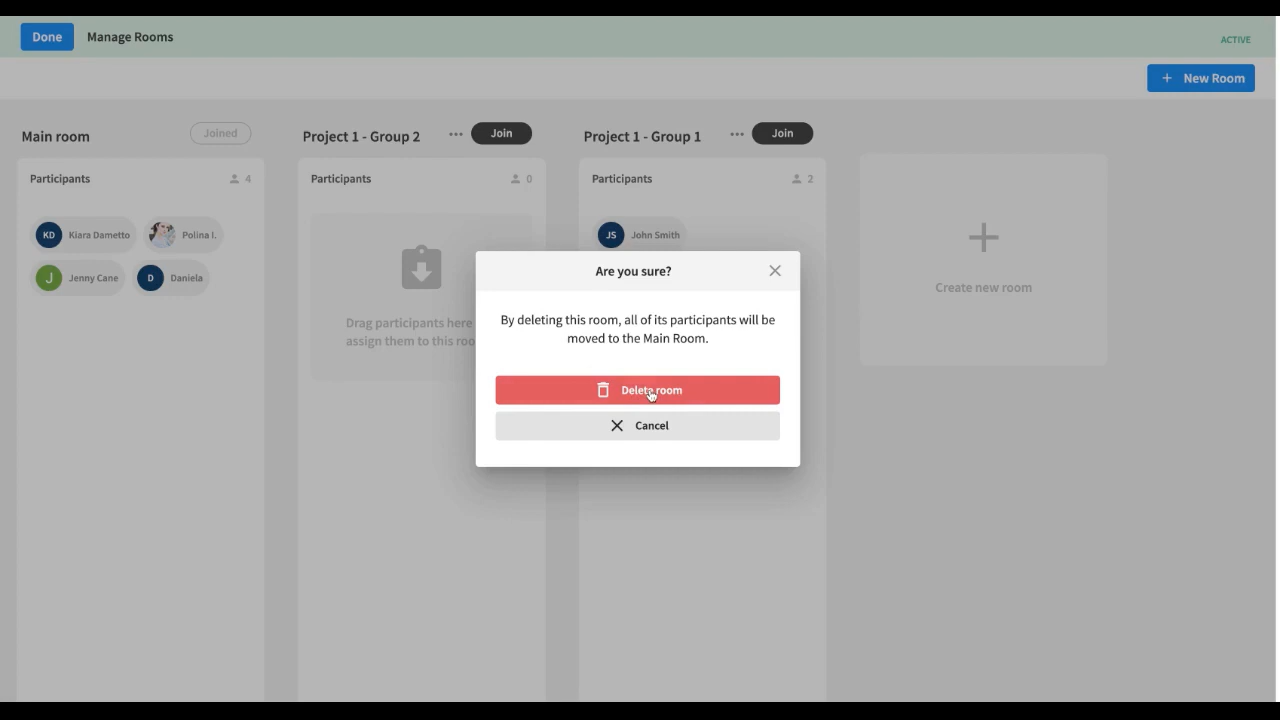 Done
Manage Rooms
ACTIVE
New Room
Main room
Joined
Project 1 - Group 2
Join
Project 1 - Group 1
Join
Participants
4
Participants
0
Participants
2
KD
Kiara Dametto
Polina I.
JS
John Smith
J
Jenny Cane
D
Daniela
Drag participants here
assign them to this roo
Create new room
Are you sure?
By deleting this room, all of its participants will be
moved to the Main Room.
Delete room
Cancel